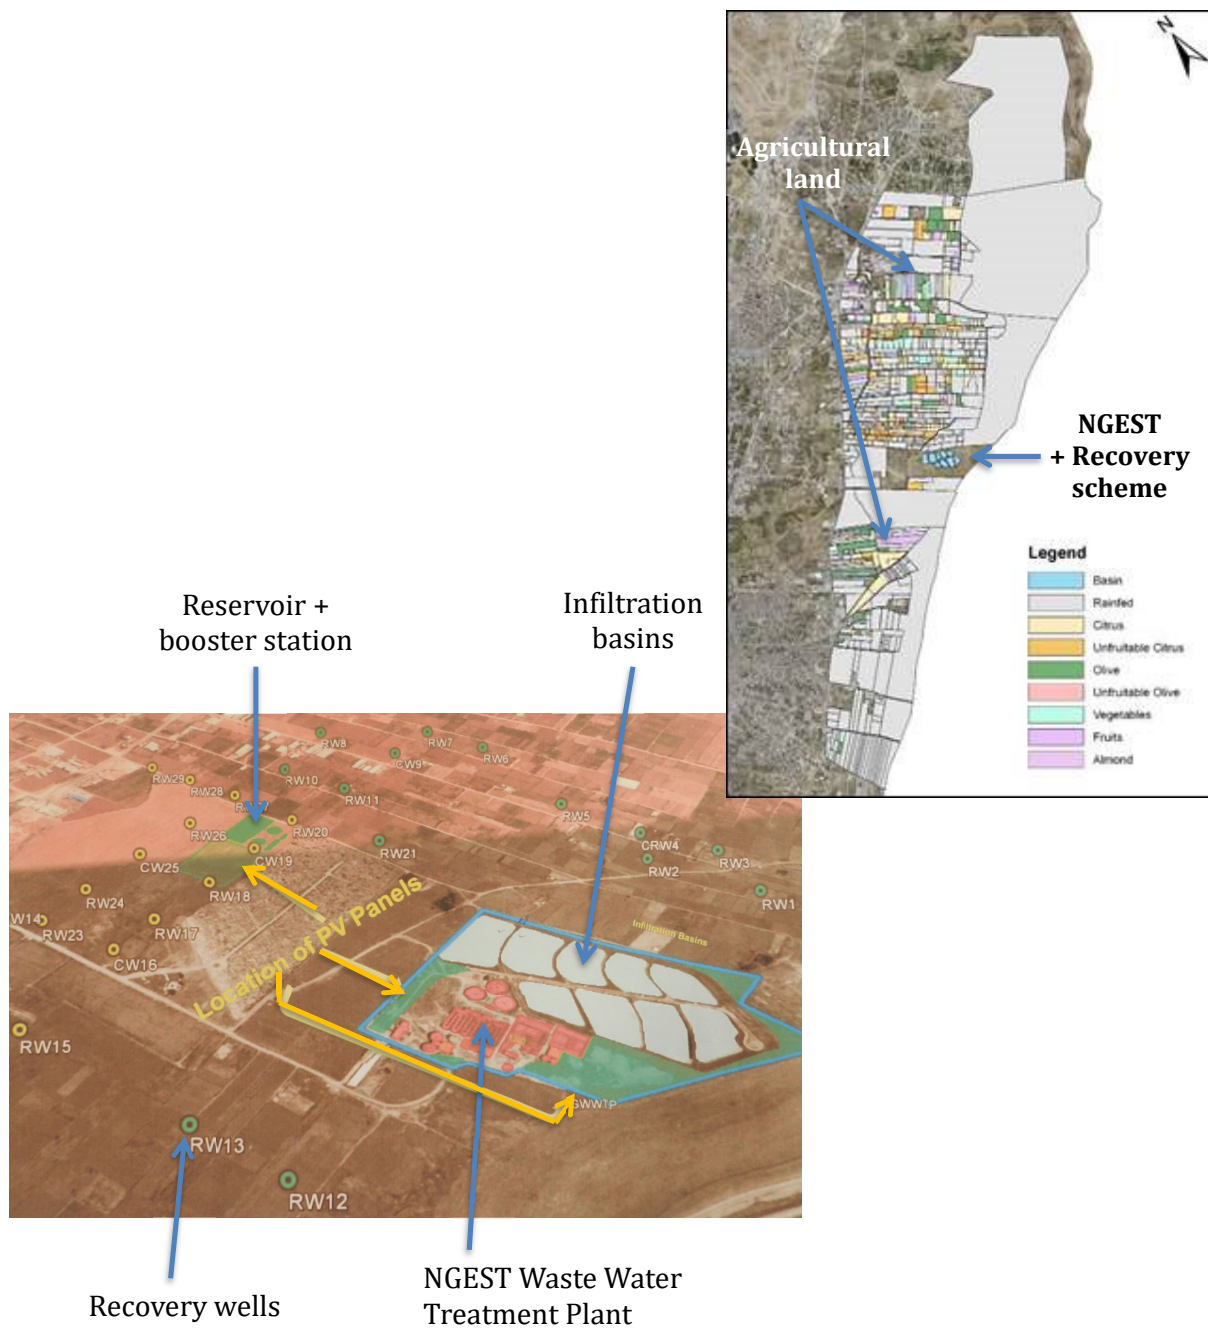 N
Agricultural
land
NGEST
+ Recovery
scheme
Legend
Basin
Rainfed
Citrus
Unfruitable Citrus
Olive
Unfruitable Olive
Vegetables
Fruits
Almond
Reservoir +
booster station
Infiltration
basins
RW8
RW7
CW9
RW6
RW29
RW10
RW28
RW11
RW5
RW26
RW20
CRW4
CW25
CW19
RW21
RW2
RW3
RW18
RW24
RW1
W14
RW23
RW17
CW16
Location of PV Panels
Infiltration Basins
RW15
RW13
RW12
Recovery wells
NGEST Waste Water
Treatment Plant